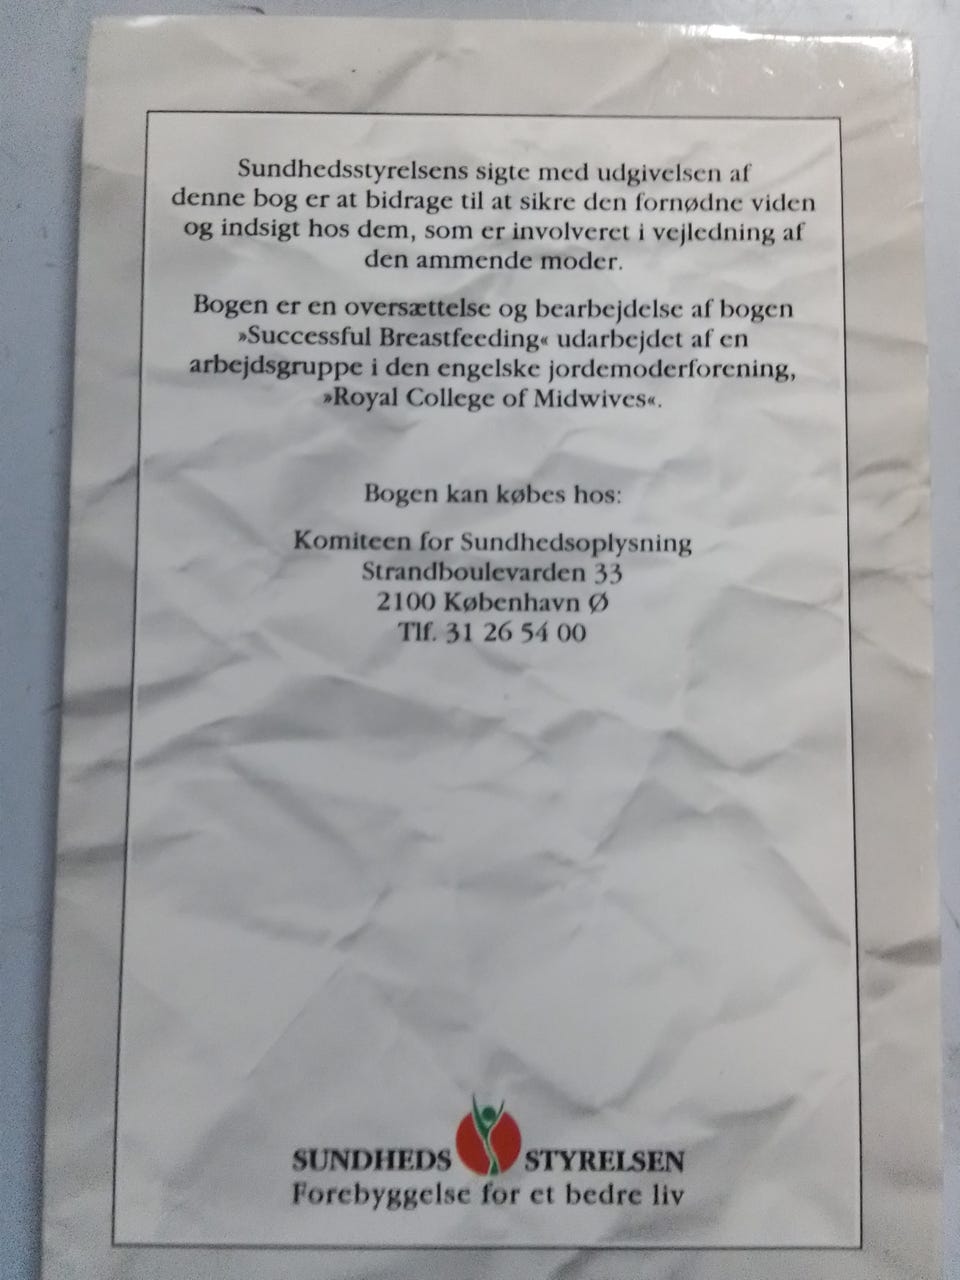 Sundhedsstyrelsens sigte med udgivelsen af
denne bog er at bidrage til at sikre den fornødne viden
og indsigt hos dem, som er involveret i vejledning af
den ammende moder.
Bogen er en oversættelse og bearbejdelse af bogen
»Successful Breastfeeding« udarbejdet af en
arbejdsgruppe i den engelske jordemoderforening,
»Royal College of Midwives«.
Bogen kan købes hos:
Komiteen for Sundhedsoplysning
Strandboulevarden 33
2100 København Ø
Tlf. 31 26 54 00
SUNDHEDS STYRELSEN
Forebyggelse for et bedre liv